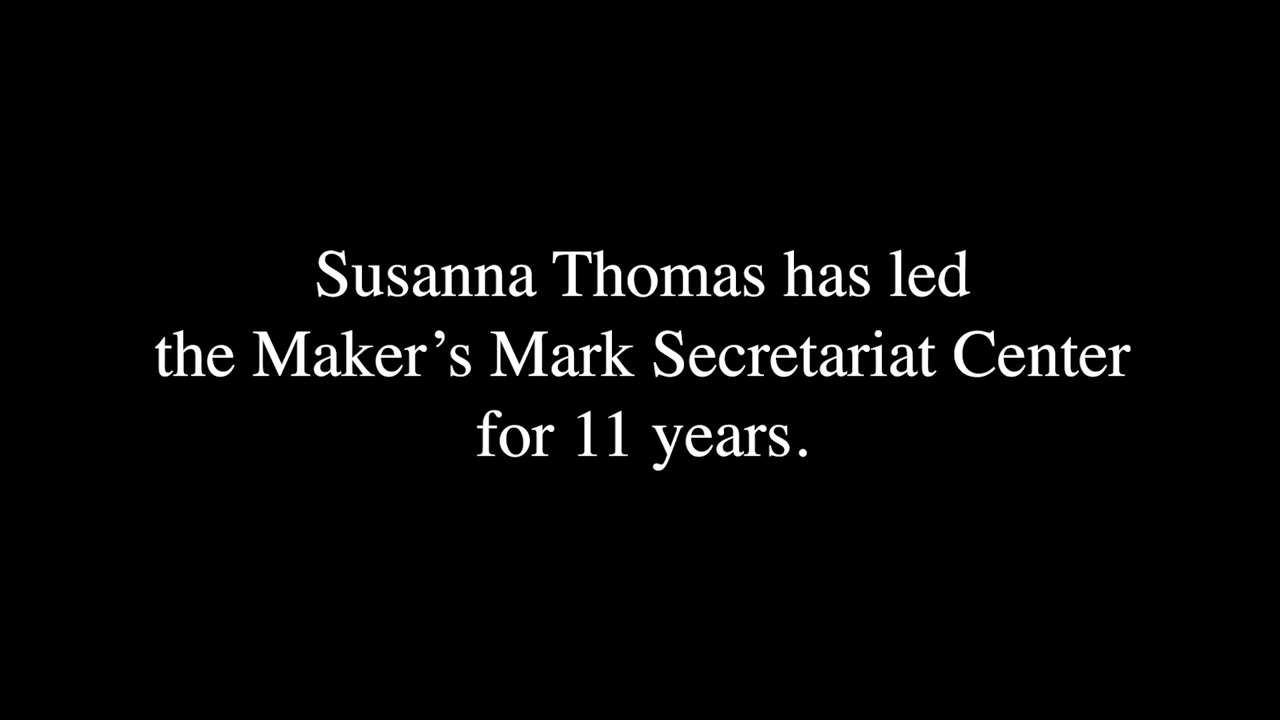 Susanna Thomas has led
the Maker’s Mark Secretariat Center
for 11 years.